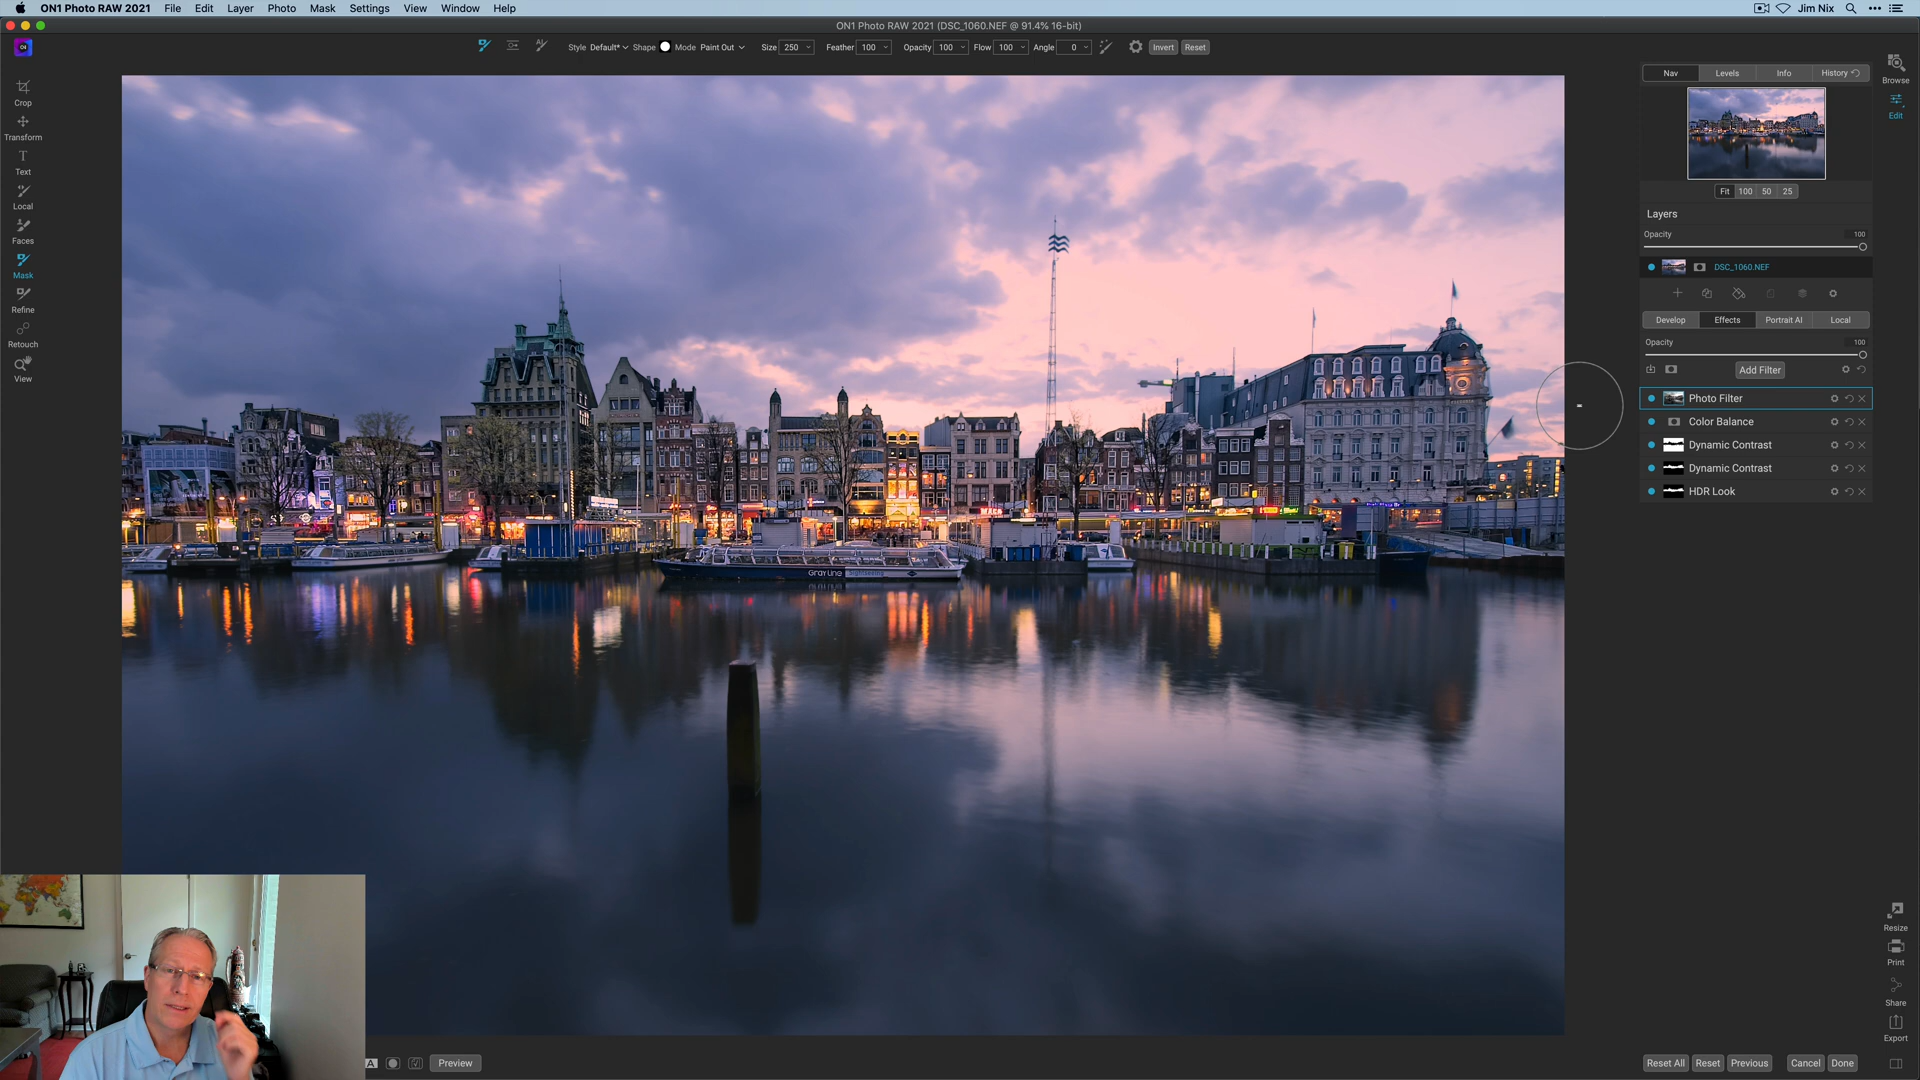 ON1 Photo RAW 2021 File Edit Layer Photo Mask Settings View Window Help Jim Nix
ON1 Photo RAW 2021 (DSC_1060.NEF @ 91.4% 16-bit)
Style Default* Shape Mode Paint Out Size 250 Feather 100 Opacity 100 Flow 100 Angle 0 Invert Reset
Crop
Transform
Text
Local
Faces
Mask
Refine
Retouch
View
Nav Levels Info History
Fit 100 50 25
Layers
Opacity 100
DSC_1060.NEF
Develop Effects Portrait AI Local
Opacity 100
Add Filter
Photo Filter
Color Balance
Dynamic Contrast
Dynamic Contrast
HDR Look
Browse
Edit
Resize
Print
Share
Export
Gray Line
A Preview
Reset All Reset Previous Cancel Done